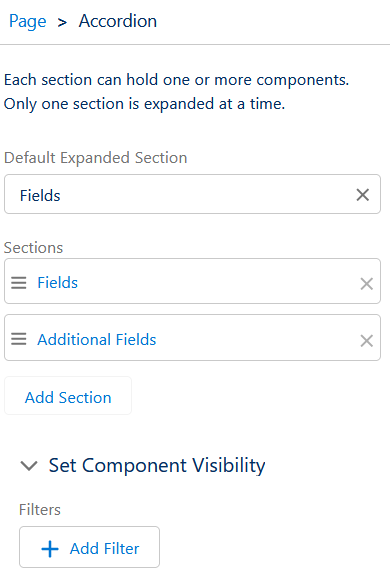 Page > Accordion
Each section can hold one or more components.
Only one section is expanded at a time.
Default Expanded Section
Fields
Sections
Fields
Additional Fields
Add Section
Set Component Visibility
Filters
Add Filter